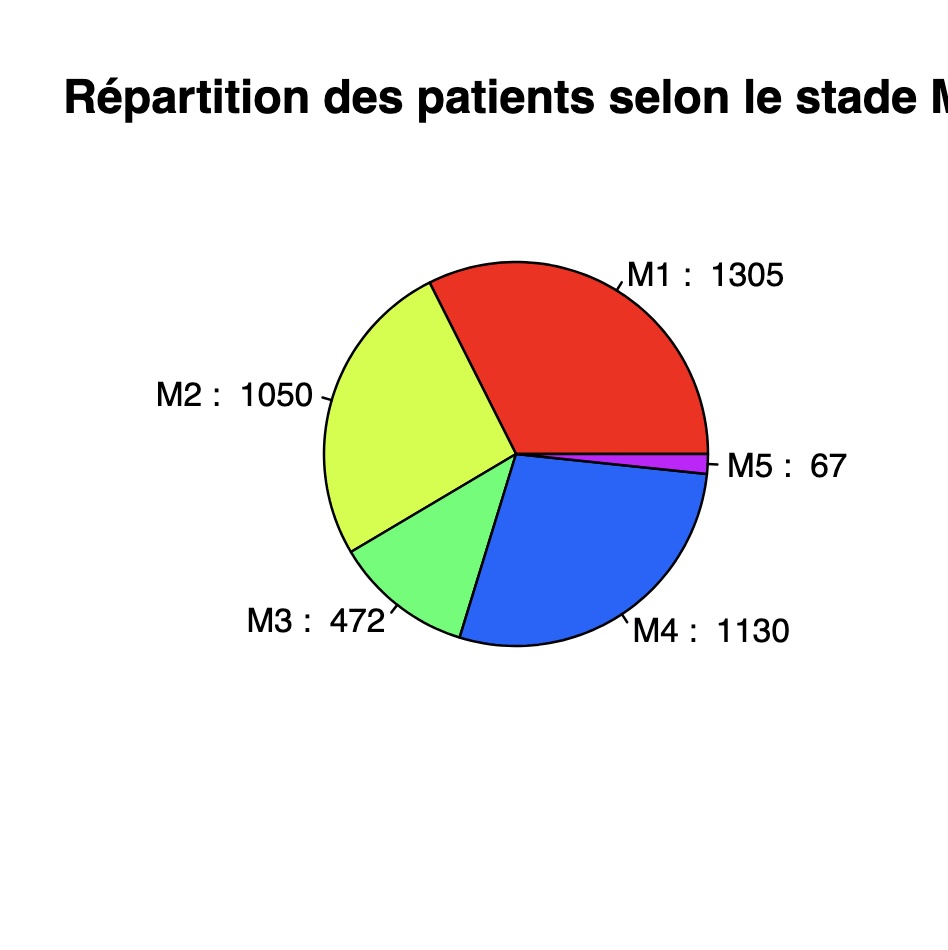 Répartition des patients selon le stade
M1 :  1305
M2 :  1050
M5 :  67
M3 :  472
M4 :  1130